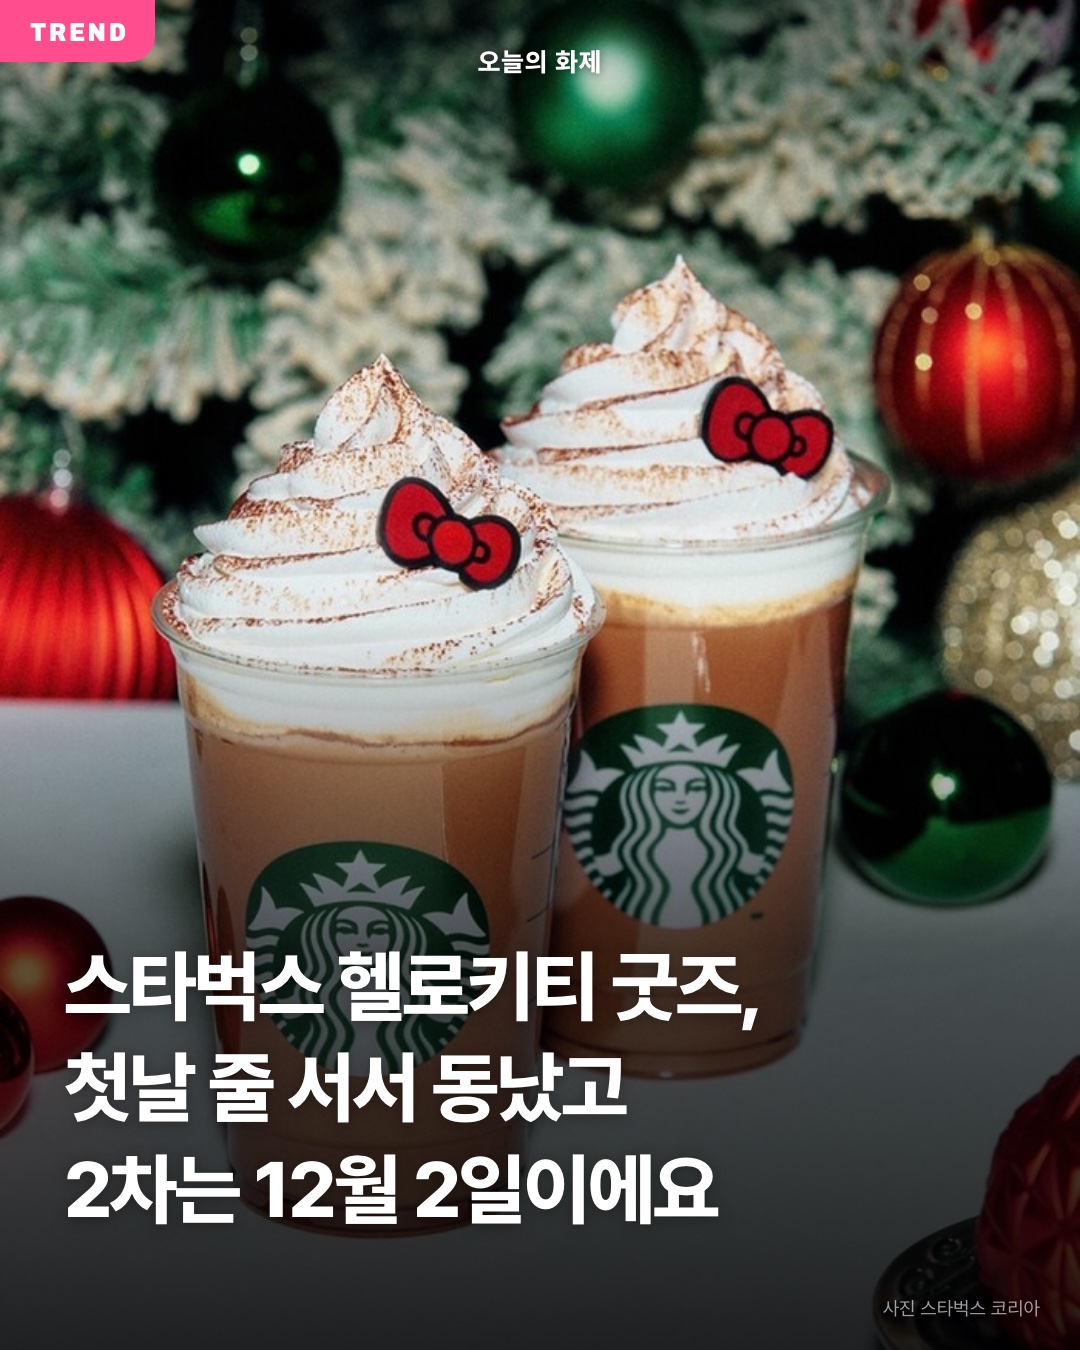 TREND
오늘의 화제
스타벅스 헬로키티 굿즈,
첫날 줄 서서 동났고
2차는 12월 2일이에요
사진 스타벅스 코리아